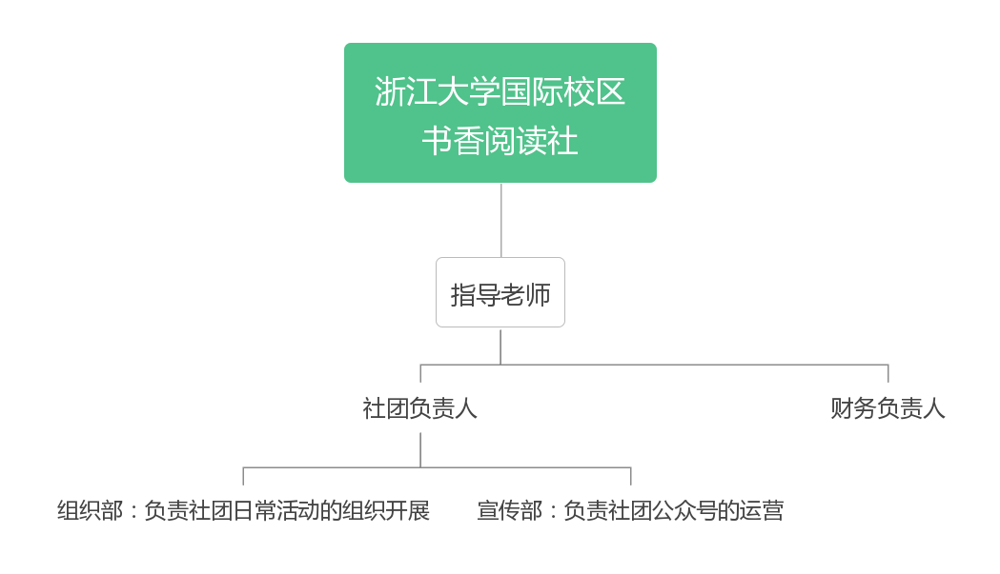 浙江大学国际校区
书香阅读社
指导老师
社团负责人
财务负责人
组织部：负责社团日常活动的组织开展
宣传部：负责社团公众号的运营